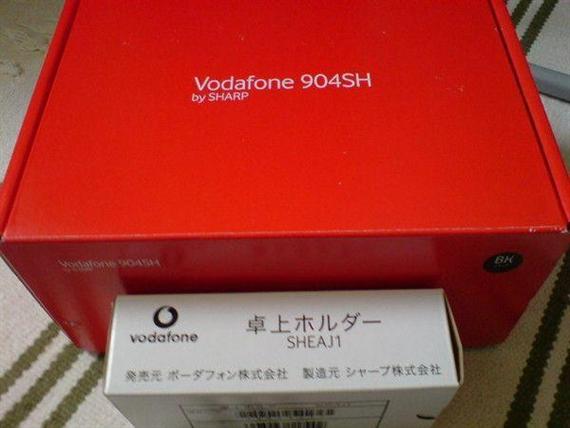 Vodafone 904SH
by SHARP
Vodafone 904SH
by SHARP
BK
vodafone
卓上ホルダー
SHEAJ1
発売元 ボーダフォン株式会社 製造元 シャープ株式会社